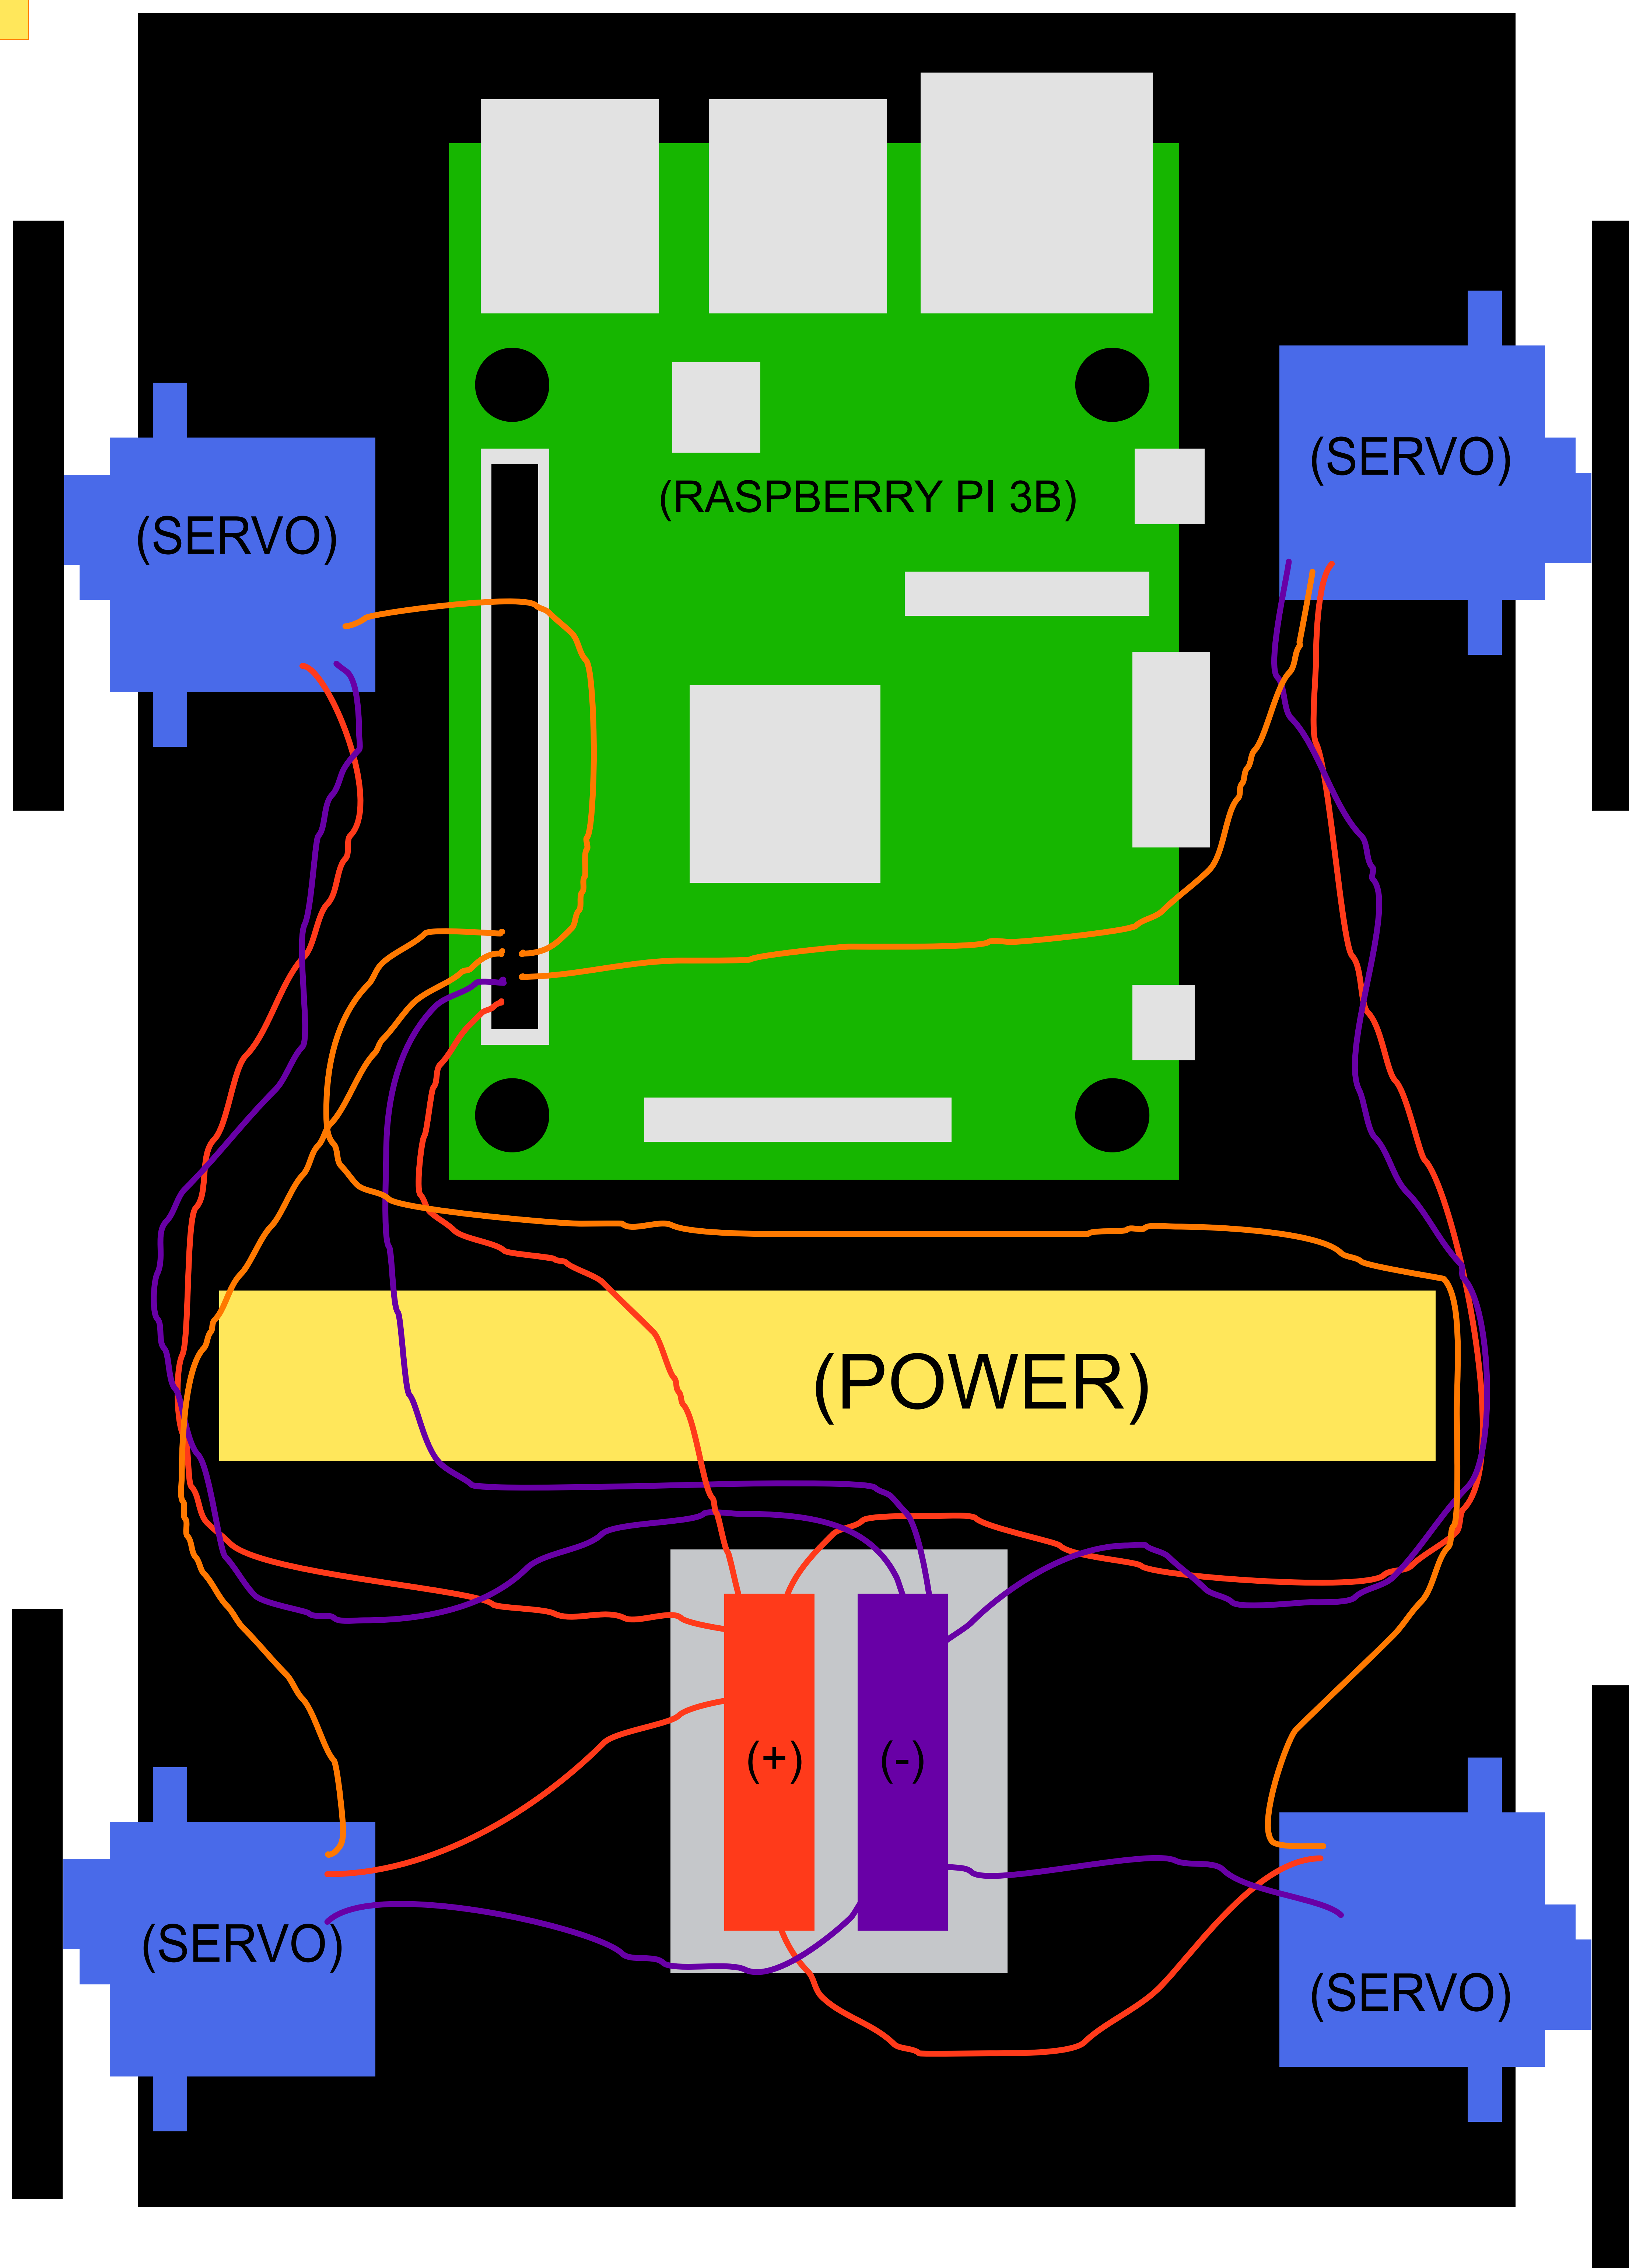 (SERVO)
(RASPBERRY PI 3B)
(SERVO)
(POWER)
(+)
(-)
(SERVO)
(SERVO)